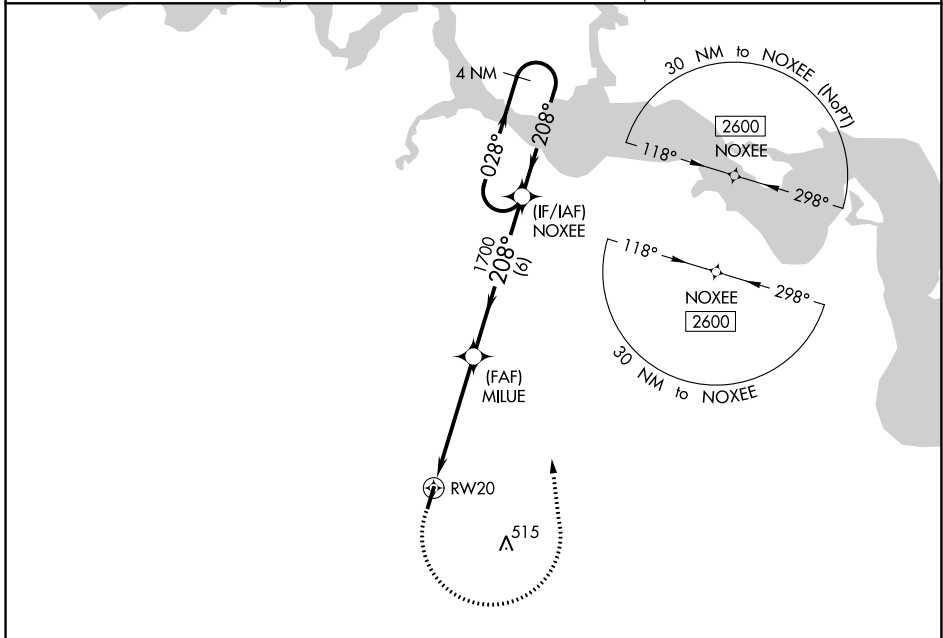 4 NM
208°
028°
(IF/IAF)
NOXEE
1700
208°
(6)
(FAF)
MILUE
RW20
515
30 NM to NOXEE (NoPT)
2600
NOXEE
118°
298°
118°
298°
NOXEE
2600
30 NM to NOXEE